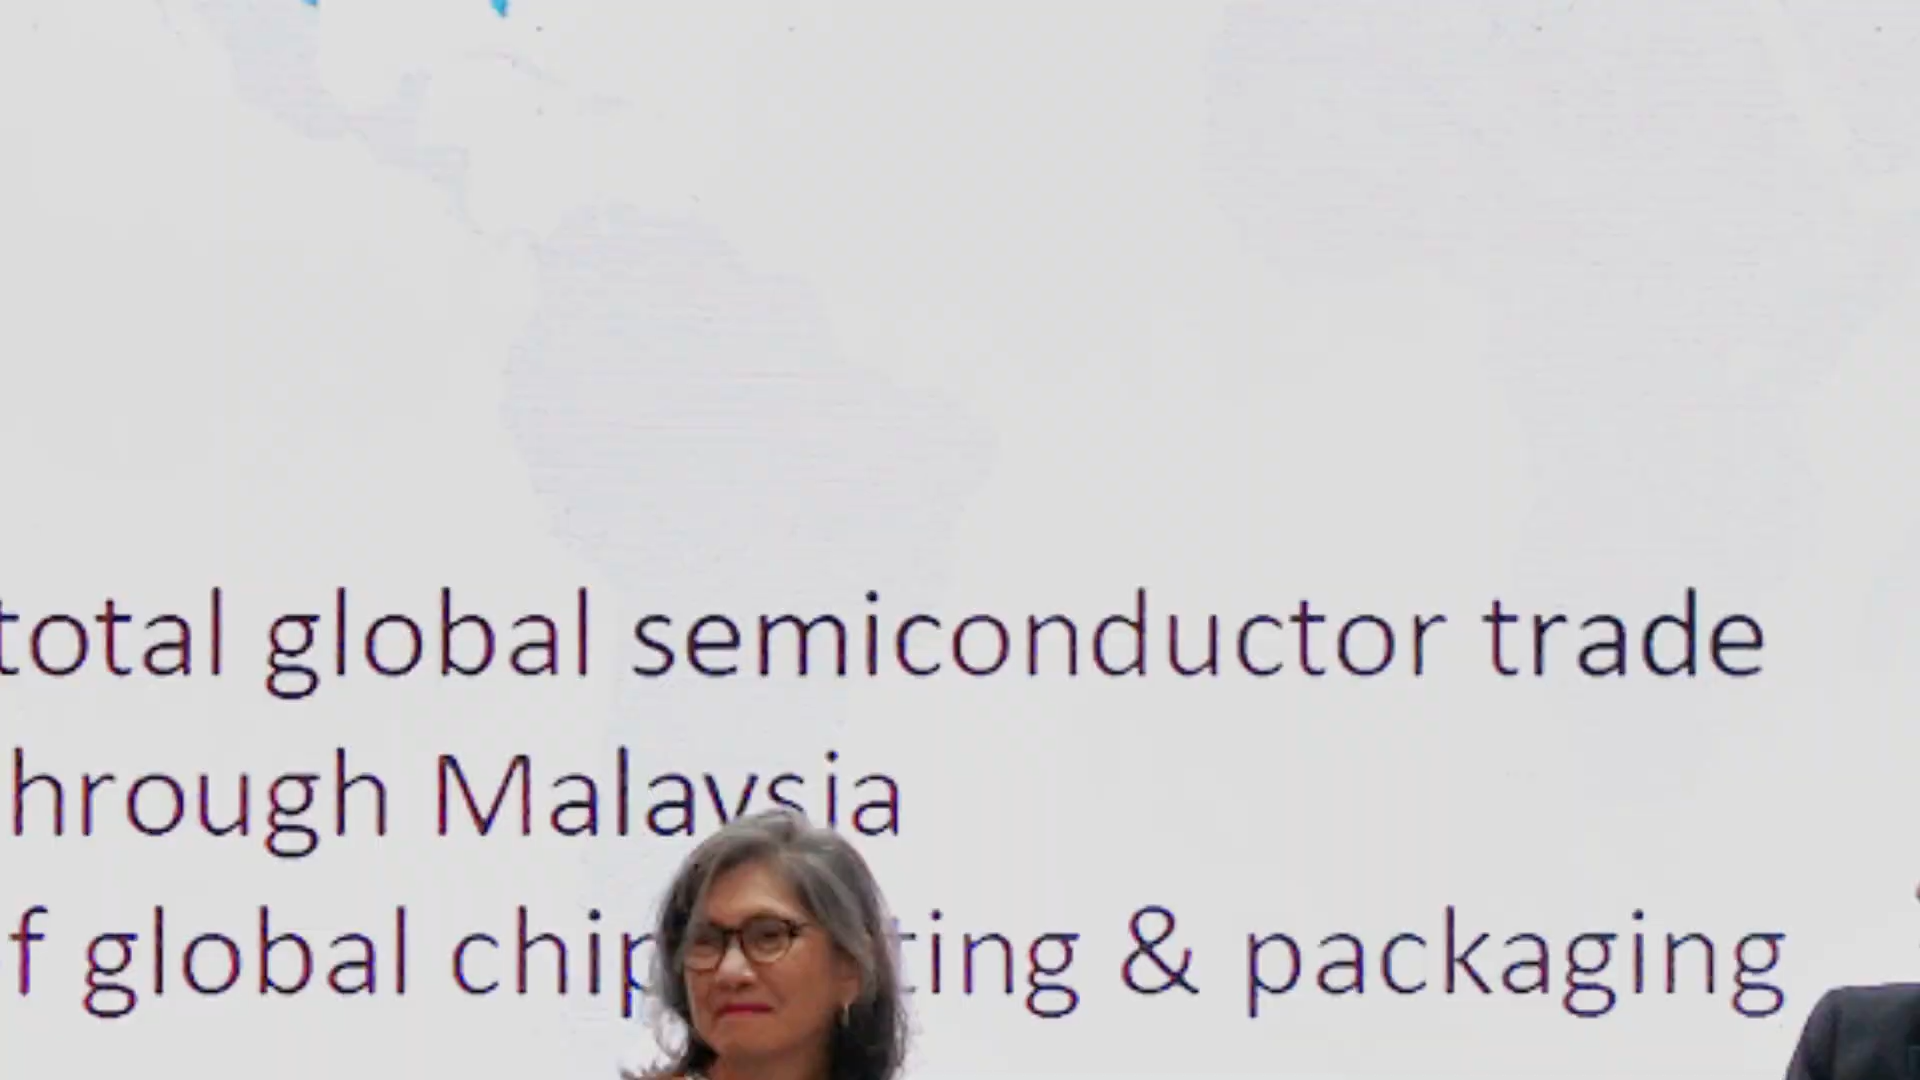 total global semiconductor trade
hrough Malaysia
f global chip ting & packaging